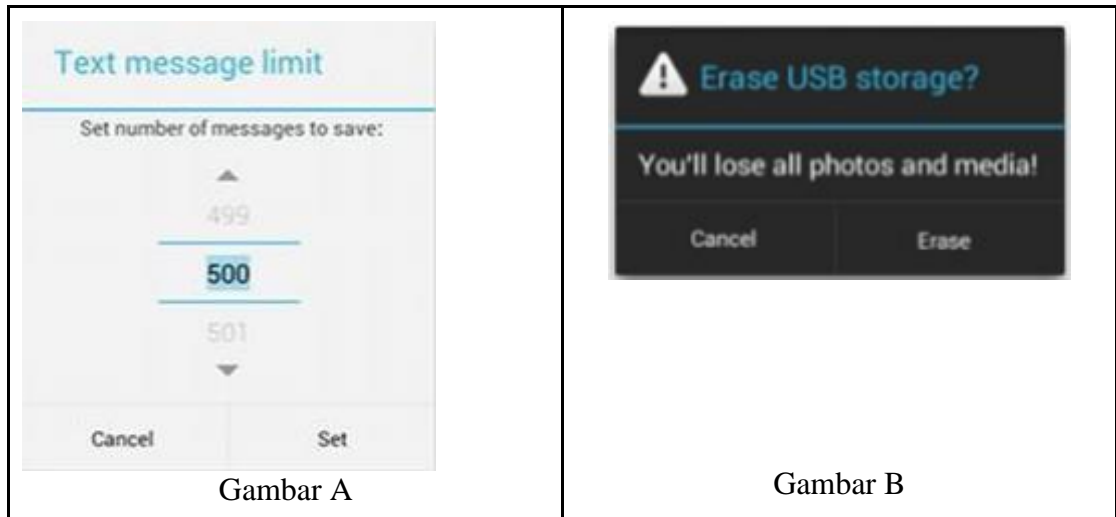 Text message limit
Set number of messages to save:
499
500
501
Cancel Set
Gambar A
Erase USB storage?
You'll lose all photos and media!
Cancel Erase
Gambar B